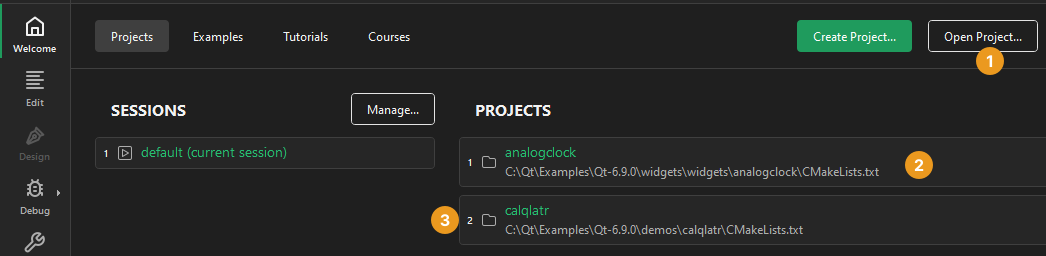 Welcome
Edit
Design
Debug
Projects Examples Tutorials Courses Create Project... Open Project...
1
SESSIONS Manage...
1 default (current session)
PROJECTS
1 analogclock
C:\Qt\Examples\Qt-6.9.0\widgets\widgets\analogclock\CMakeLists.txt
2
3
2 calqlatr
C:\Qt\Examples\Qt-6.9.0\demos\calqlatr\CMakeLists.txt